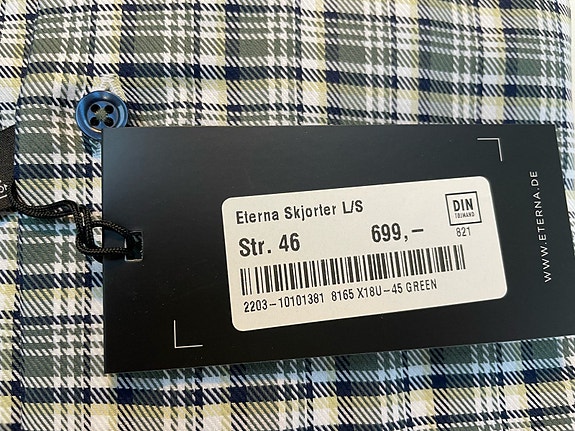 Eterna Skjorter L/S
DIN
TØJMAND
Str. 46 699,-
821
2203-10101381 8165 X18U-45 GREEN
WWW.ETERNA.DE